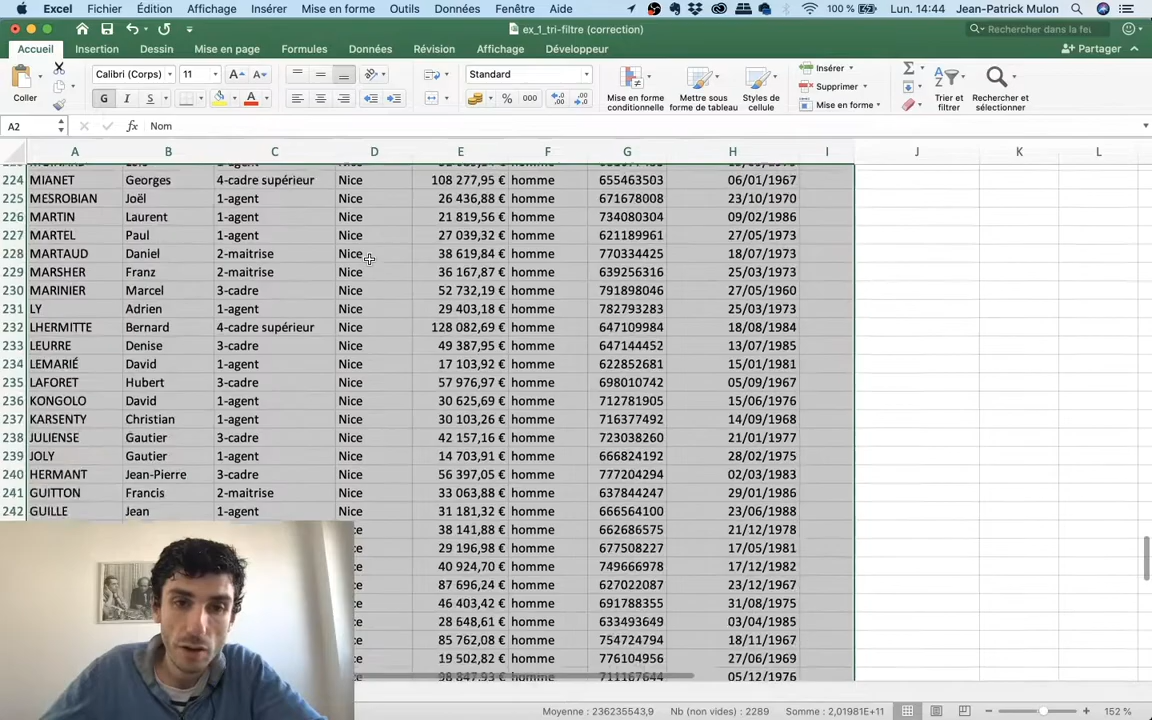 Excel Fichier Édition Affichage Insérer Mise en forme Outils Données Fenêtre Aide 100 % Lun. 14:44 Jean-Patrick Mulon
ex_1_tri-filtre (correction) Rechercher dans la feu
Accueil Insertion Dessin Mise en page Formules Données Révision Affichage Développeur Partager
Coller Calibri (Corps) 11 A A Standard Mise en forme conditionnelle Mettre sous forme de tableau Styles de cellules Insérer Supprimer Mise en forme Trier et filtrer Rechercher et sélectionner
G I S A % 000
A2 fx Nom
A B C D E F G H I J K L
224 MIANET Georges 4-cadre supérieur Nice 108 277,95 € homme 655463503 06/01/1967
225 MESROBIAN Joël 1-agent Nice 26 436,88 € homme 671678008 23/10/1970
226 MARTIN Laurent 1-agent Nice 21 819,56 € homme 734080304 09/02/1986
227 MARTEL Paul 1-agent Nice 27 039,32 € homme 621189961 27/05/1973
228 MARTAUD Daniel 2-maitrise Nice 38 619,84 € homme 770334425 18/07/1973
229 MARSHER Franz 2-maitrise Nice 36 167,87 € homme 639256316 25/03/1973
230 MARINIER Marcel 3-cadre Nice 52 732,19 € homme 791898046 27/05/1960
231 LY Adrien 1-agent Nice 29 403,18 € homme 782793283 25/03/1973
232 LHERMITTE Bernard 4-cadre supérieur Nice 128 082,69 € homme 647109984 18/08/1984
233 LEURRE Denise 3-cadre Nice 49 387,95 € homme 647144452 13/07/1985
234 LEMARIÉ David 1-agent Nice 17 103,92 € homme 622852681 15/01/1981
235 LAFORET Hubert 3-cadre Nice 57 976,97 € homme 698010742 05/09/1967
236 KONGOLO David 1-agent Nice 30 625,69 € homme 712781905 15/06/1976
237 KARSENTY Christian 1-agent Nice 30 103,26 € homme 716377492 14/09/1968
238 JULIENSE Gautier 3-cadre Nice 42 157,16 € homme 723038260 21/01/1977
239 JOLY Gautier 1-agent Nice 14 703,91 € homme 666824192 28/02/1975
240 HERMANT Jean-Pierre 3-cadre Nice 56 397,05 € homme 777204294 02/03/1983
241 GUITTON Francis 2-maitrise Nice 33 063,88 € homme 637844247 29/01/1986
242 GUILLE Jean 1-agent Nice 31 181,32 € homme 666564100 23/06/1988
ce 38 141,88 € homme 662686575 21/12/1978
ce 29 196,98 € homme 677508227 17/05/1981
ce 40 924,70 € homme 749666978 17/12/1982
ce 87 696,24 € homme 627022087 23/12/1967
ce 46 403,42 € homme 691788355 31/08/1975
ce 28 648,61 € homme 633493649 03/04/1985
ce 85 762,08 € homme 754724794 18/11/1967
ce 19 502,82 € homme 776104956 27/06/1969
ce 98 847,93 € homme 711167644 05/12/1976
Moyenne : 236235543,9 Nb (non vides) : 2289 Somme : 2,01981E+11 152 %